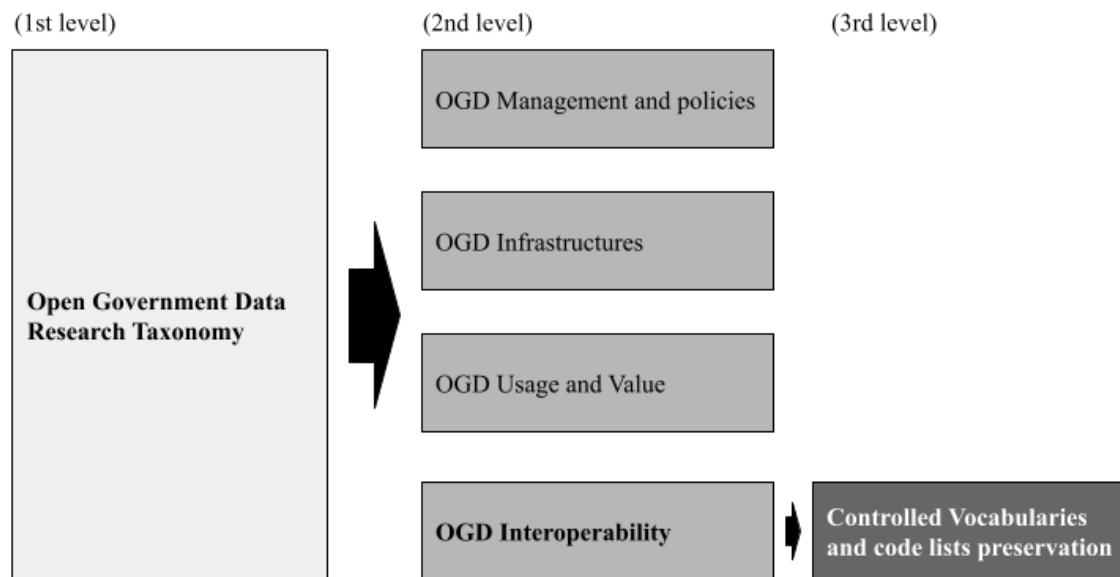 (1st level)
(2nd level)
(3rd level)
OGD Management and policies
OGD Infrastructures
Open Government Data
Research Taxonomy
OGD Usage and Value
OGD Interoperability
Controlled Vocabularies
and code lists preservation